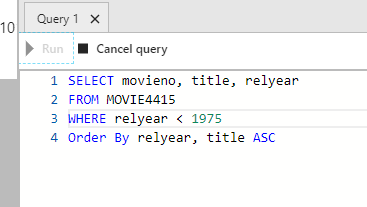 10
Query 1 ×
Run Cancel query
1 SELECT movieno, title, relyear
2 FROM MOVIE4415
3 WHERE relyear < 1975
4 Order By relyear, title ASC